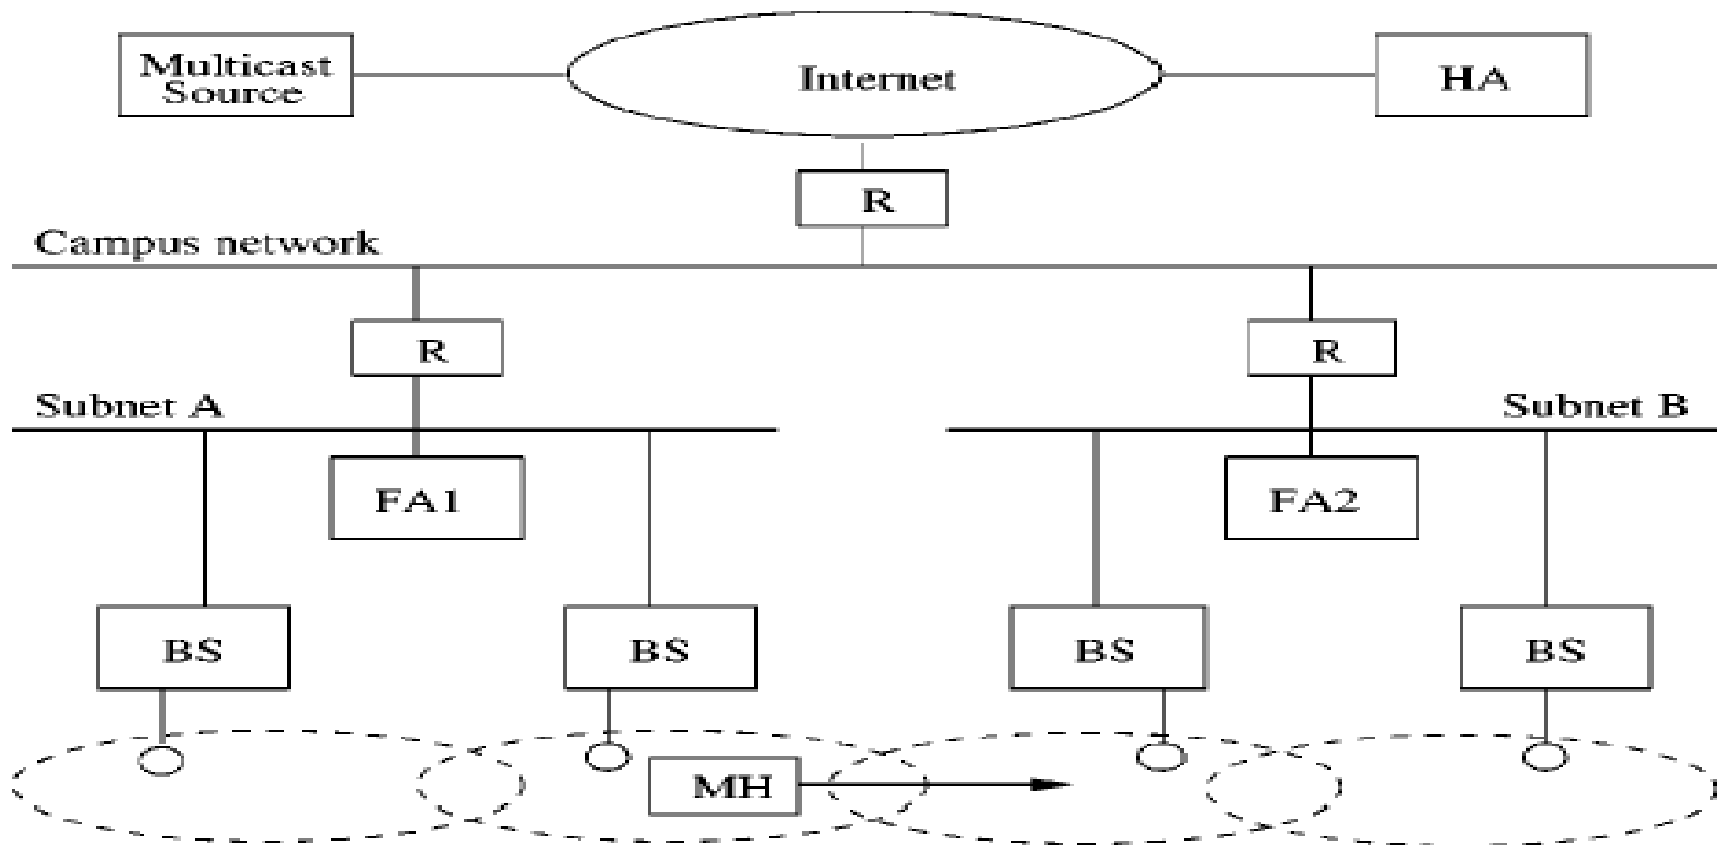 Multicast
Source
Internet
HA
R
Campus network
R
R
Subnet A
Subnet B
FA1
FA2
BS
BS
BS
BS
MH